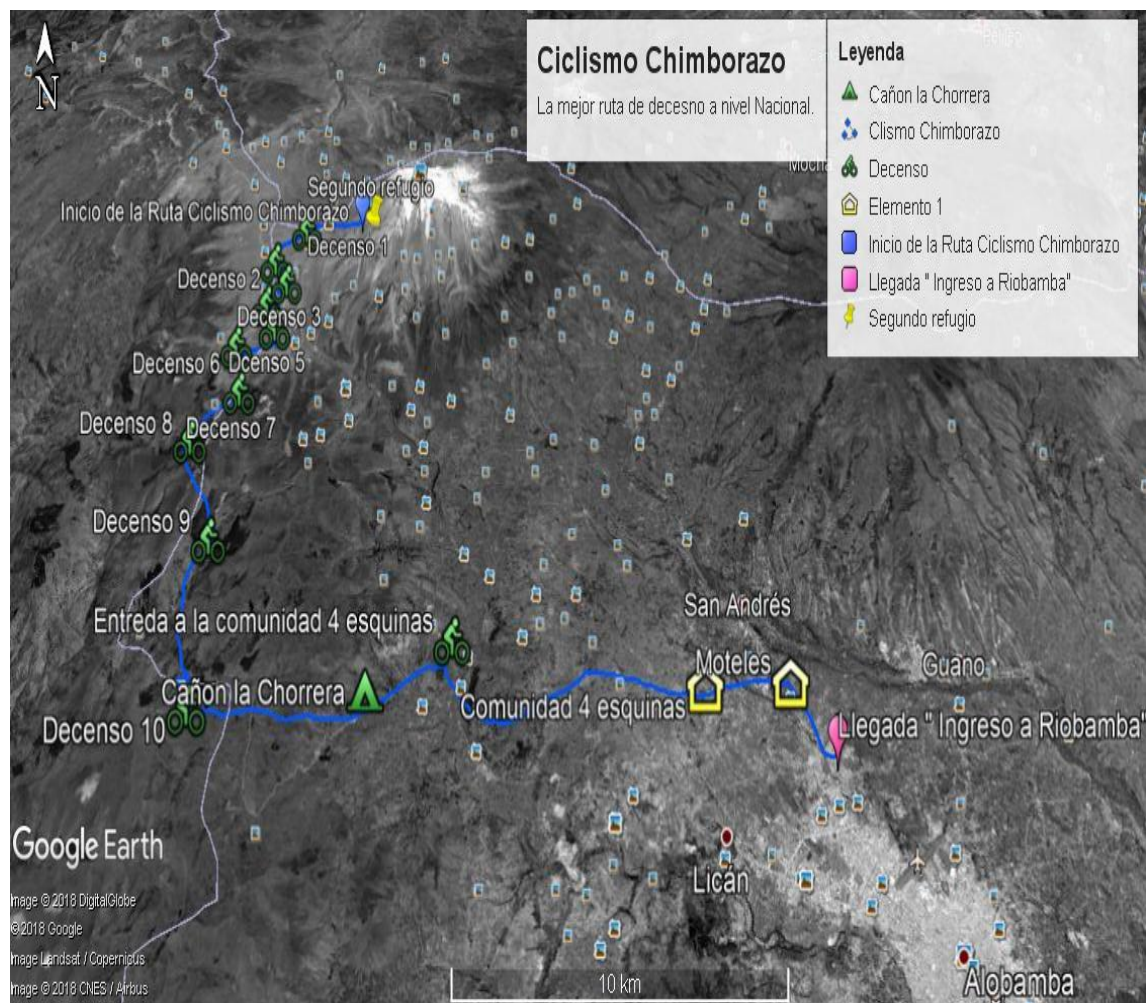 N
Ciclismo Chimborazo
La mejor ruta de decesno a nivel Nacional.
Leyenda
Cañon la Chorrera
Clismo Chimborazo
Decenso
Elemento 1
Inicio de la Ruta Ciclismo Chimborazo
Llegada " Ingreso a Riobamba"
Segundo refugio
Mocha
Segundo refugio
Inicio de la Ruta Ciclismo Chimborazo
Decenso 1
Decenso 2
Decenso 3
Decenso 6
Dcenso 5
Decenso 8
Decenso 7
Decenso 9
Entreda a la comunidad 4 esquinas
San Andrés
Moteles
Guano
Cañon la Chorrera
Comunidad 4 esquinas
Decenso 10
Llegada " Ingreso a Riobamba
Licán
Alobamba
Google Earth
Image © 2018 DigitalGlobe
© 2018 Google
Image Landsat / Copernicus
Image © 2018 CNES / Airbus
10 km